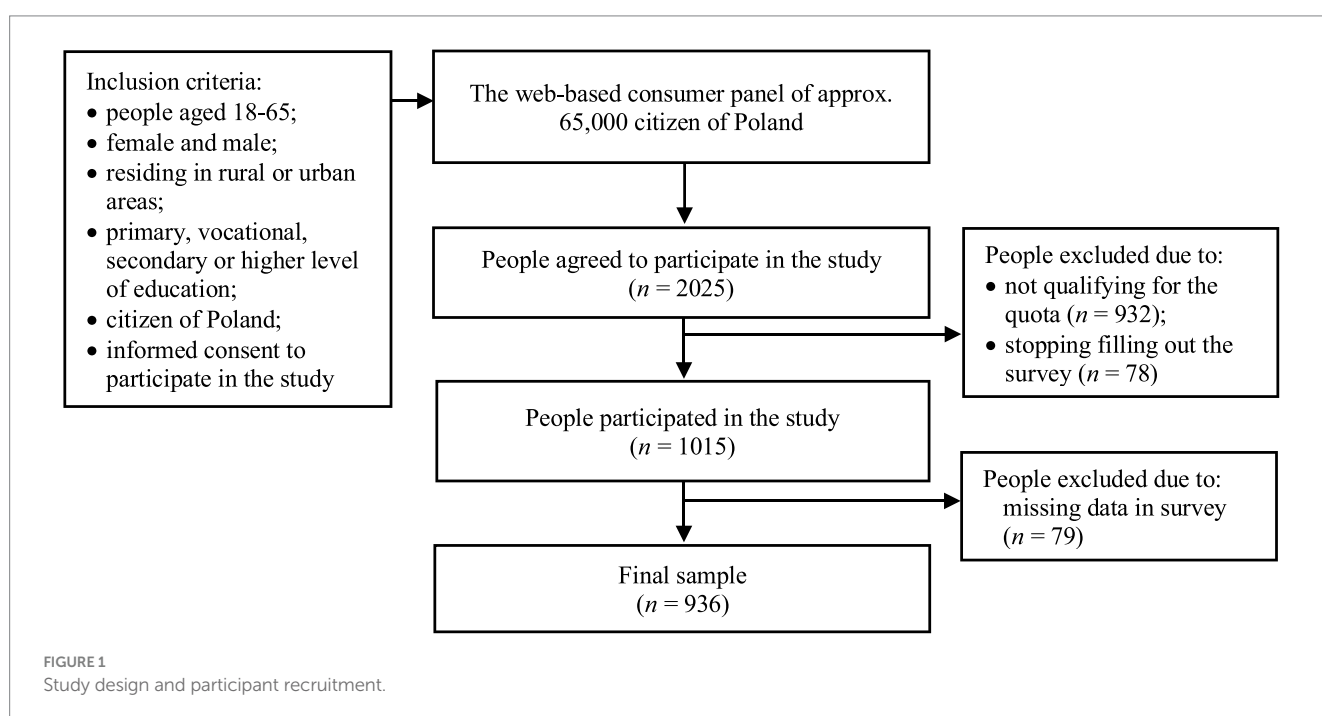 Inclusion criteria:
• people aged 18-65;
• female and male;
• residing in rural or urban
areas;
• primary, vocational,
secondary or higher level
of education;
• citizen of Poland;
• informed consent to
participate in the study
The web-based consumer panel of approx.
65,000 citizen of Poland
People agreed to participate in the study
(n = 2025)
People excluded due to:
• not qualifying for the
quota (n = 932);
• stopping filling out the
survey (n = 78)
People participated in the study
(n = 1015)
People excluded due to:
missing data in survey
(n = 79)
Final sample
(n = 936)
FIGURE 1
Study design and participant recruitment.